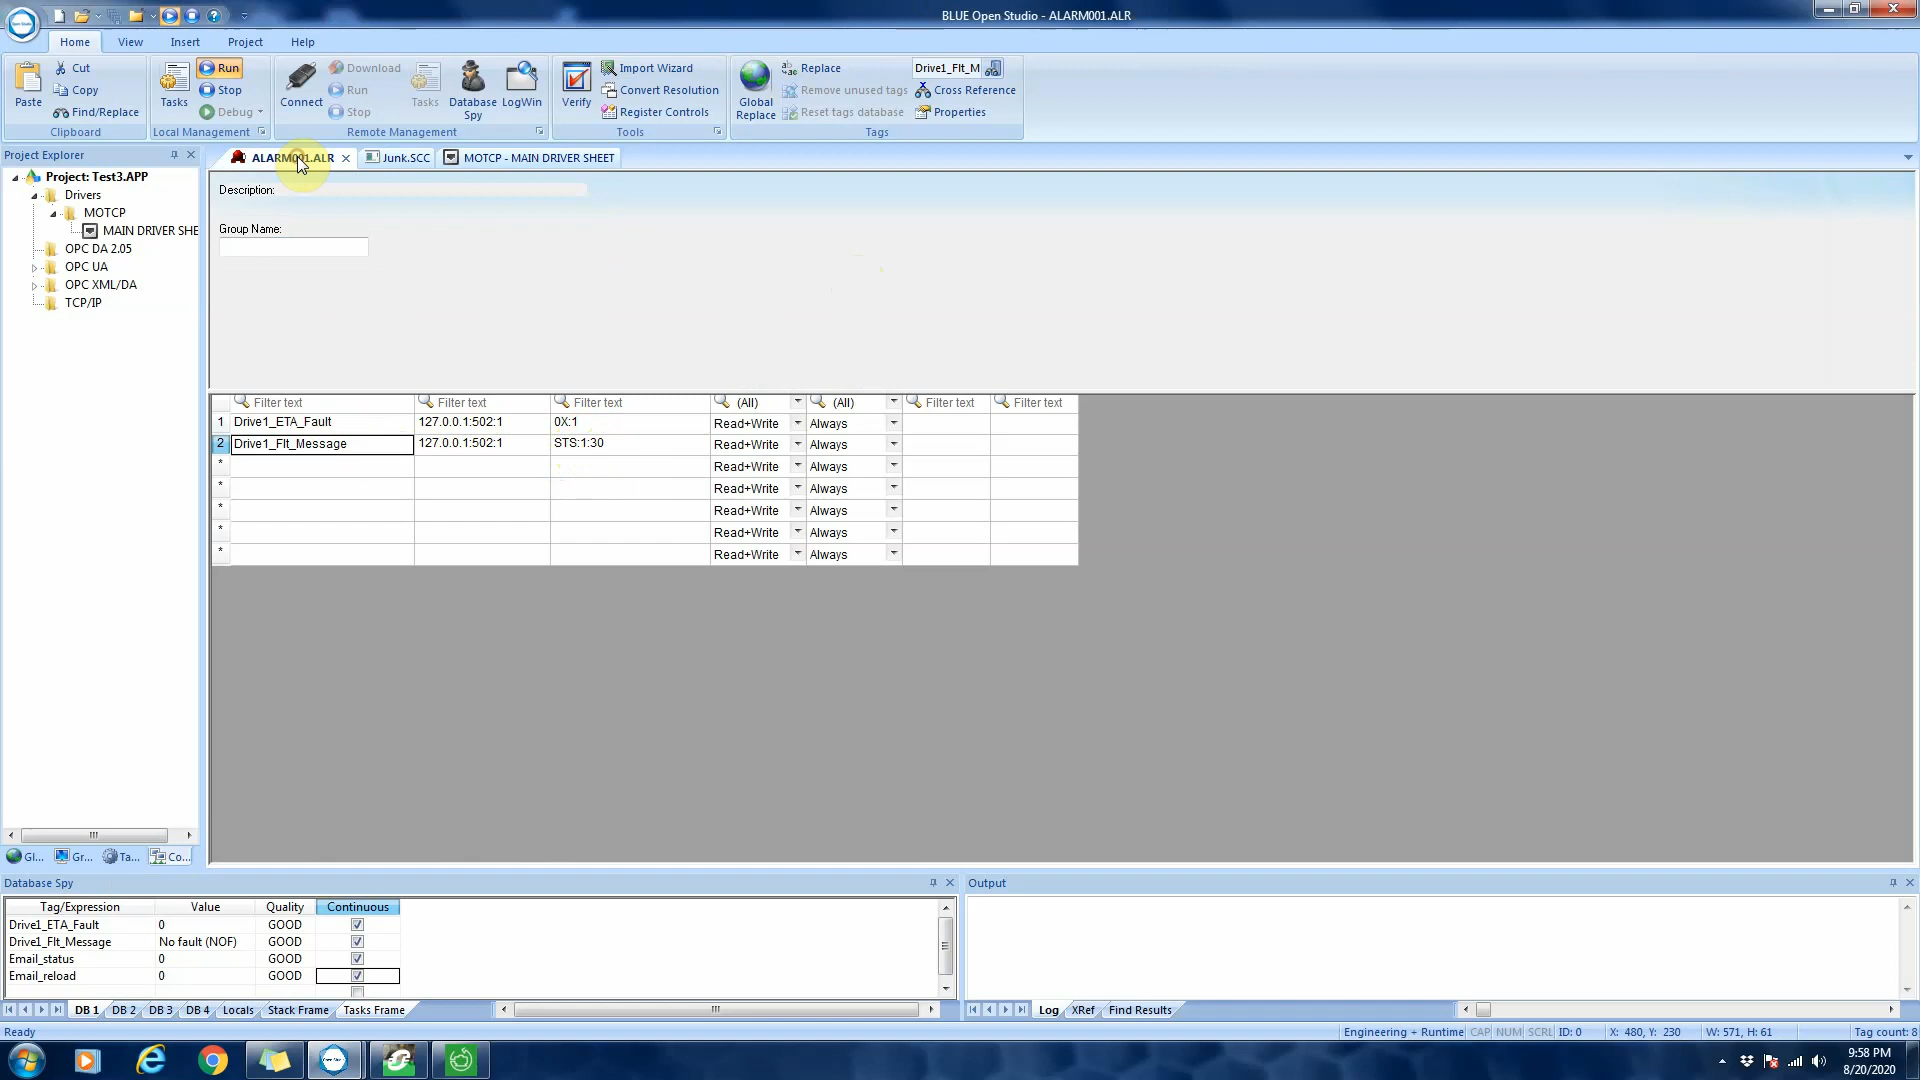 BLUE Open Studio - ALARM001.ALR
Home View Insert Project Help
Paste
Cut
Copy
Find/Replace
Clipboard
Tasks
Run
Stop
Debug
Local Management
Connect
Download
Run
Stop
Tasks
Database Spy
LogWin
Remote Management
Verify
Import Wizard
Convert Resolution
Register Controls
Tools
Global Replace
Replace
Remove unused tags
Reset tags database
Drive1_Flt_M
Cross Reference
Properties
Tags
Project Explorer
Project: Test3.APP
Drivers
MOTCP
MAIN DRIVER SHE
OPC DA 2.05
OPC UA
OPC XML/DA
TCP/IP
Gl... Gr... Ta... Co...
ALARM001.ALR Junk.SCC MOTCP - MAIN DRIVER SHEET
Description:
Group Name:
Filter text Filter text Filter text (All) (All) Filter text Filter text
1 Drive1_ETA_Fault 127.0.0.1:502:1 0X:1 Read+Write Always
2 Drive1_Flt_Message 127.0.0.1:502:1 STS:1:30 Read+Write Always
* Read+Write Always
* Read+Write Always
* Read+Write Always
* Read+Write Always
* Read+Write Always
Database Spy
Tag/Expression Value Quality Continuous
Drive1_ETA_Fault 0 GOOD
Drive1_Flt_Message No fault (NOF) GOOD
Email_status 0 GOOD
Email_reload 0 GOOD
DB 1 DB 2 DB 3 DB 4 Locals Stack Frame Tasks Frame
Output
Log XRef Find Results
Ready
Engineering + Runtime CAP NUM SCRL ID: 0 X: 480, Y: 230 W: 571, H: 61 Tag count: 8
9:58 PM
8/20/2020